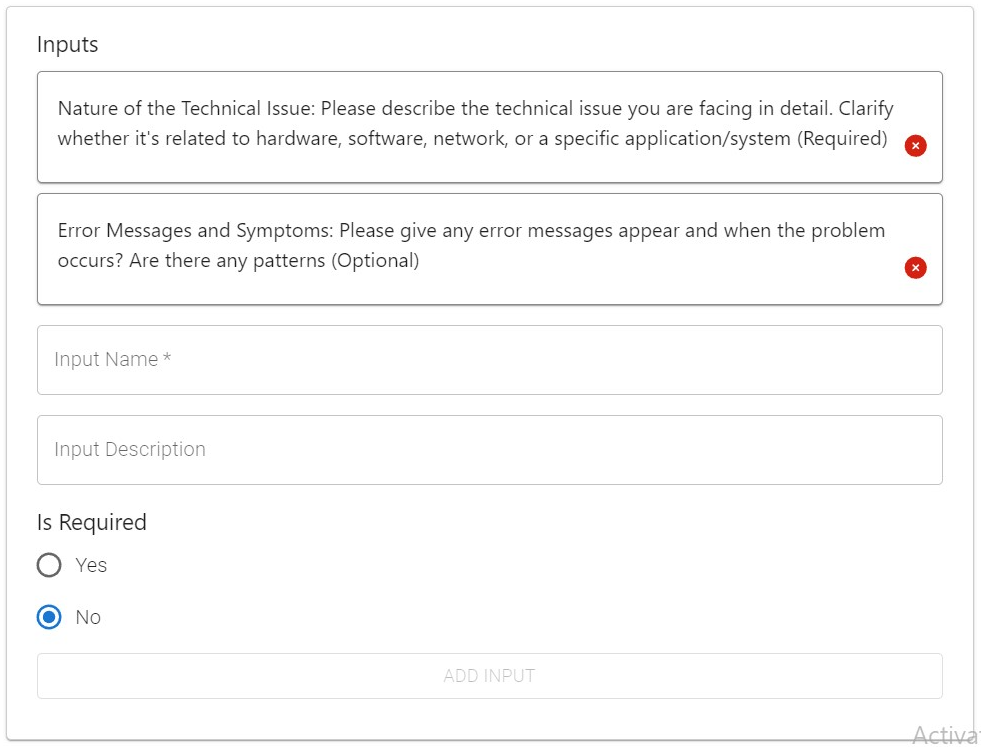 Inputs
Nature of the Technical Issue: Please describe the technical issue you are facing in detail. Clarify
whether it's related to hardware, software, network, or a specific application/system (Required)
Error Messages and Symptoms: Please give any error messages appear and when the problem
occurs? Are there any patterns (Optional)
Input Name *
Input Description
Is Required
Yes
No
ADD INPUT
Activa